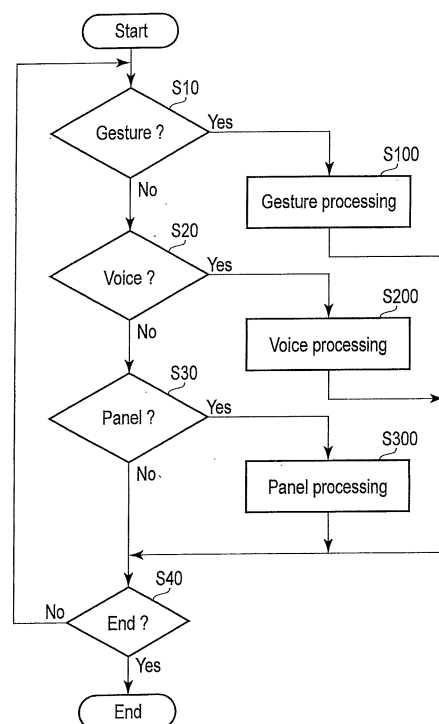 Start
S10
Gesture ?
Yes
No
S100
Gesture processing
S20
Voice ?
Yes
No
S200
Voice processing
S30
Panel ?
Yes
No
S300
Panel processing
S40
End ?
No
Yes
End